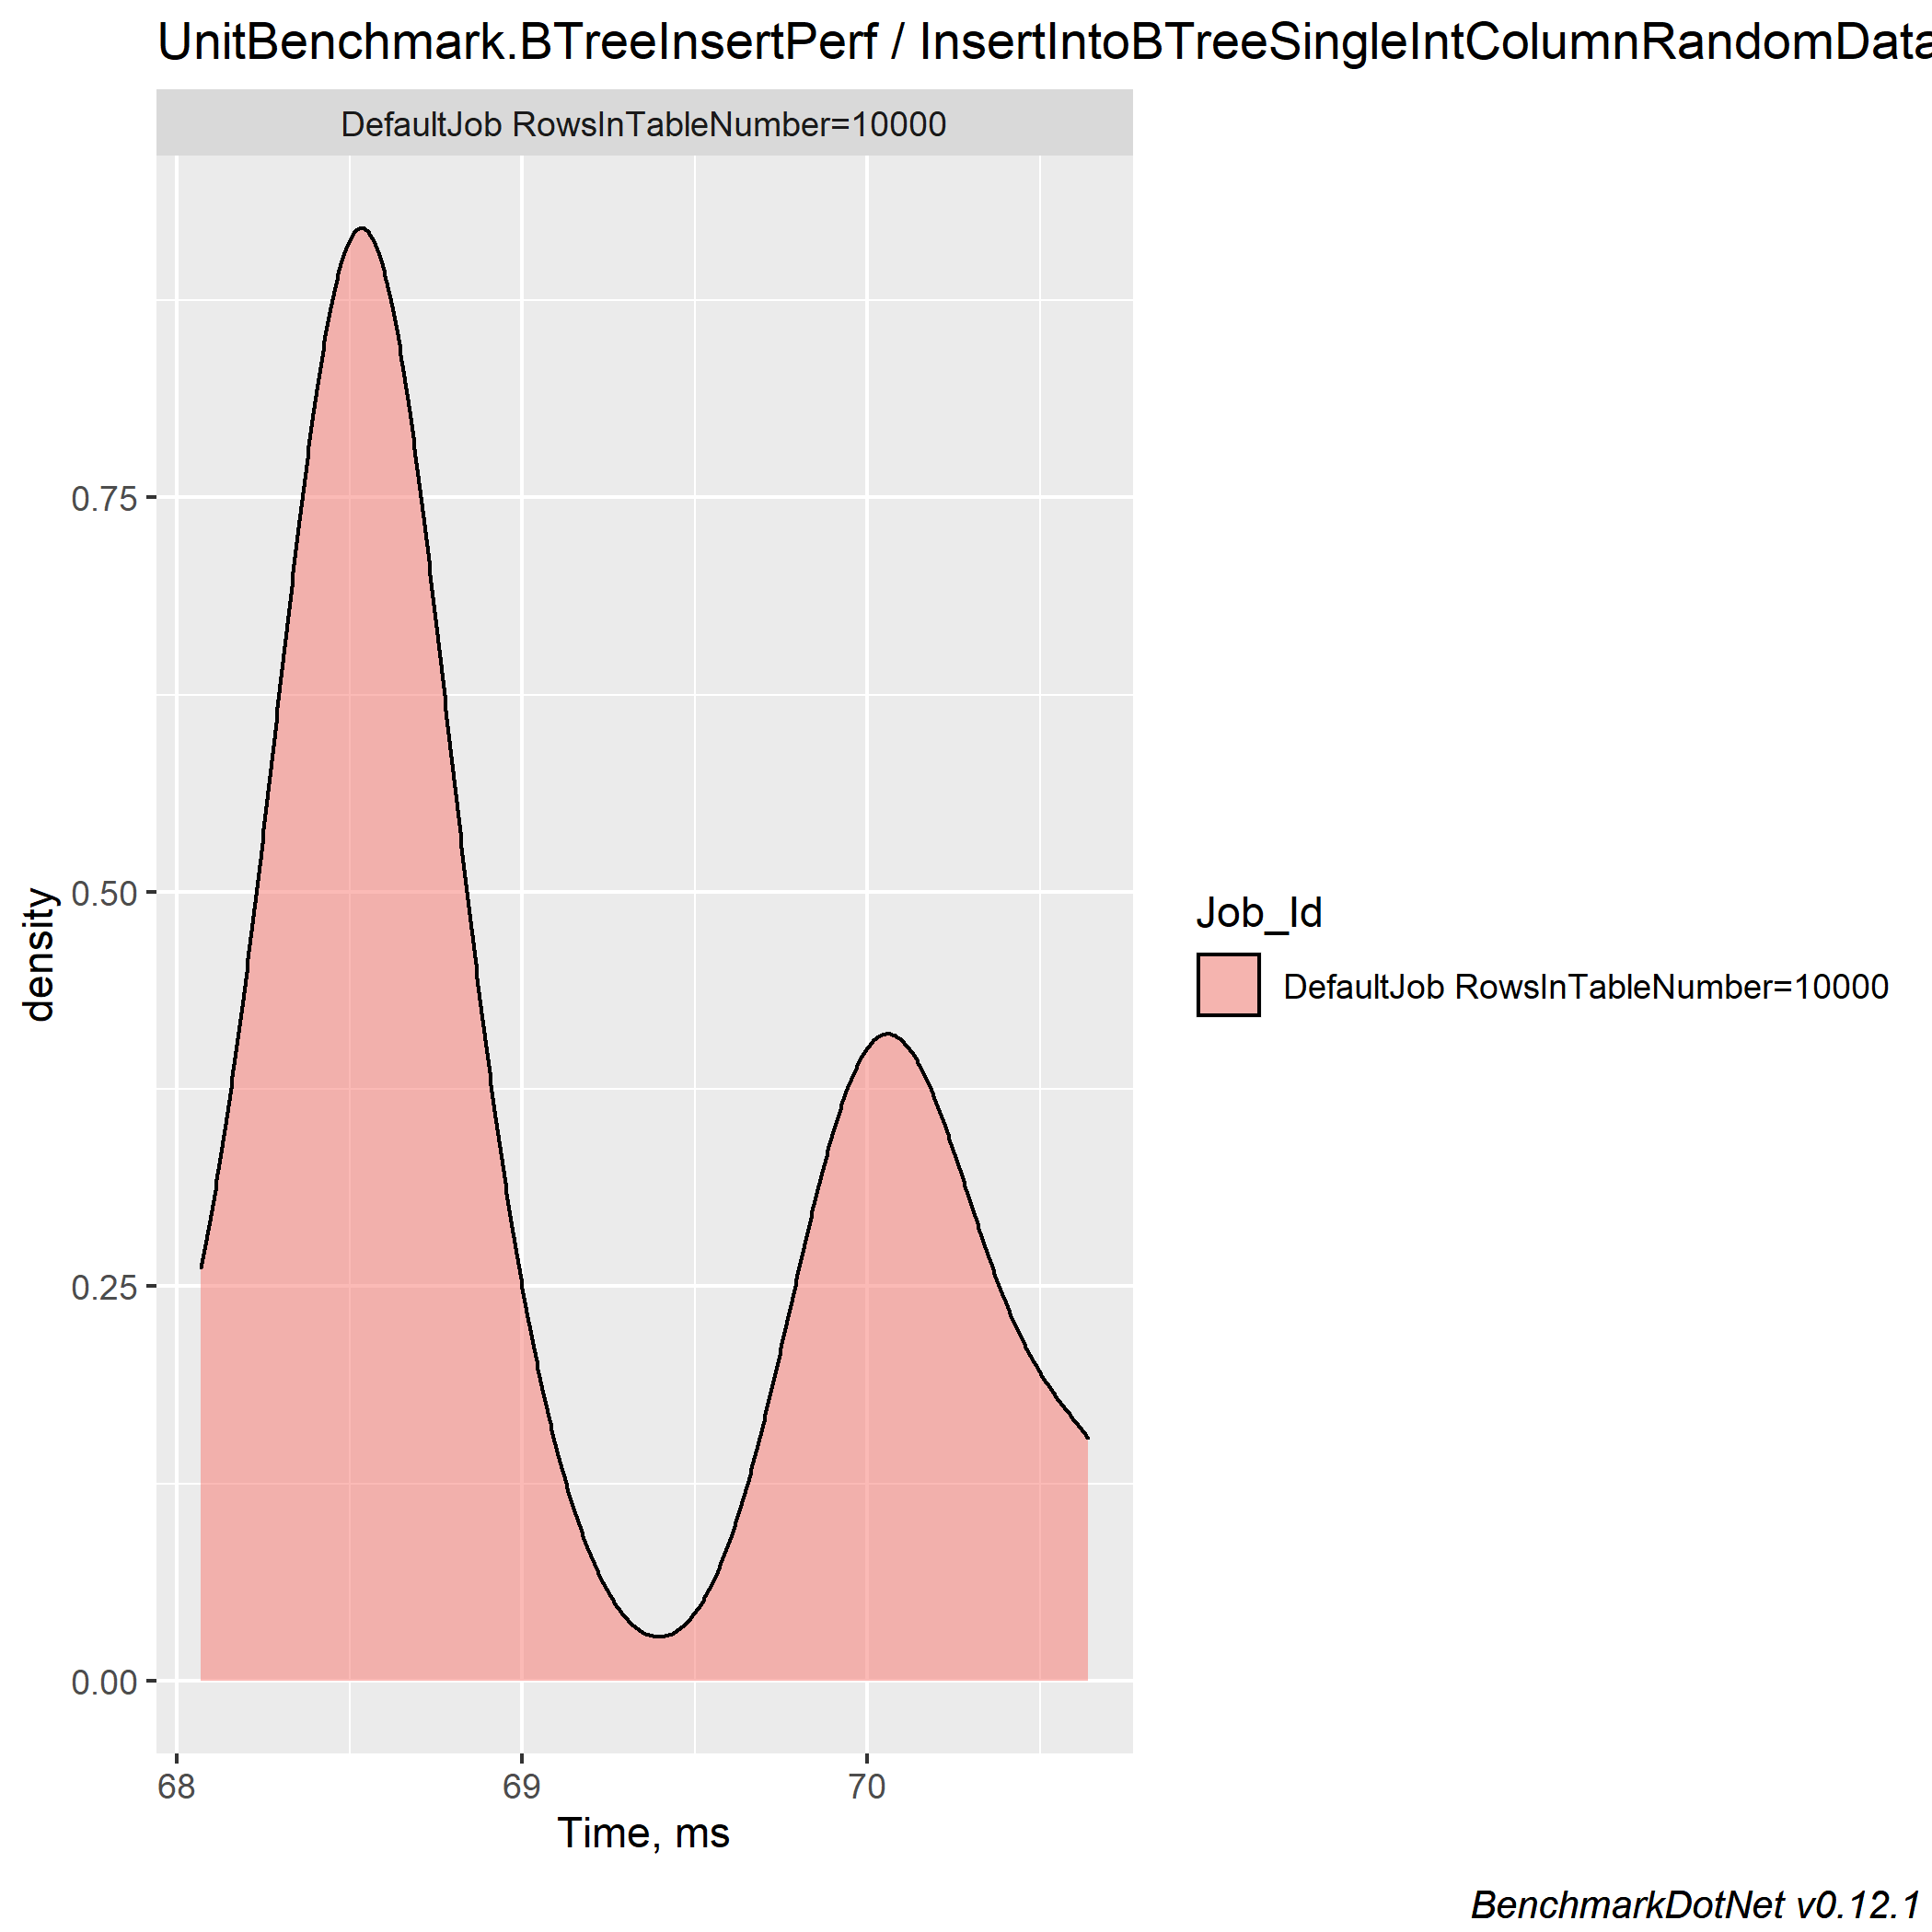 UnitBenchmark.BTreeInsertPerf / InsertIntoBTreeSingleIntColumnRandomData
DefaultJob RowsInTableNumber=10000
0.75
0.50
0.25
0.00
density
68 69 70
Time, ms
Job_Id
DefaultJob RowsInTableNumber=10000
BenchmarkDotNet v0.12.1